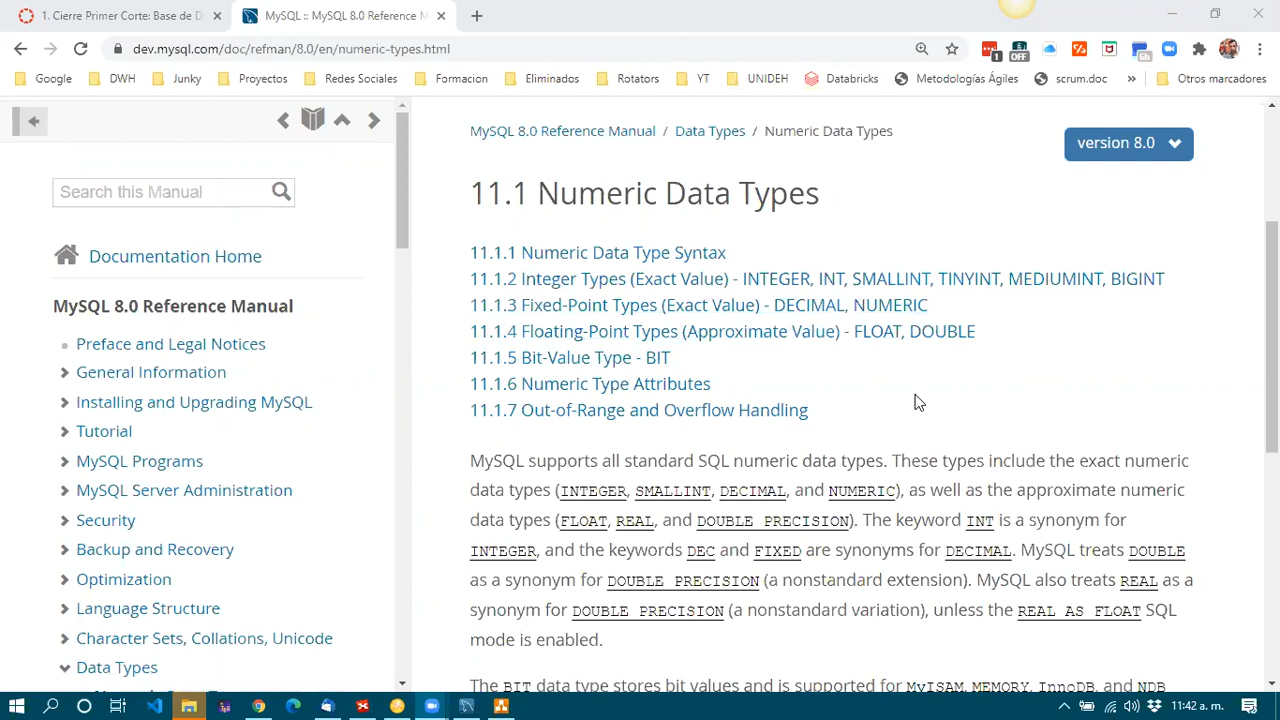 1. Cierre Primer Corte: Base de D
MySQL :: MySQL 8.0 Reference M
dev.mysql.com/doc/refman/8.0/en/numeric-types.html
1
OFF
6h
Google
DWH
Junky
Proyectos
Redes Sociales
Formacion
Eliminados
Rotators
YT
UNIDEH
Databricks
Metodologías Ágiles
scrum.doc
»
Otros marcadores
Search this Manual
Documentation Home
MySQL 8.0 Reference Manual
Preface and Legal Notices
General Information
Installing and Upgrading MySQL
Tutorial
MySQL Programs
MySQL Server Administration
Security
Backup and Recovery
Optimization
Language Structure
Character Sets, Collations, Unicode
Data Types
MySQL 8.0 Reference Manual / Data Types / Numeric Data Types
version 8.0
11.1 Numeric Data Types
11.1.1 Numeric Data Type Syntax
11.1.2 Integer Types (Exact Value) - INTEGER, INT, SMALLINT, TINYINT, MEDIUMINT, BIGINT
11.1.3 Fixed-Point Types (Exact Value) - DECIMAL, NUMERIC
11.1.4 Floating-Point Types (Approximate Value) - FLOAT, DOUBLE
11.1.5 Bit-Value Type - BIT
11.1.6 Numeric Type Attributes
11.1.7 Out-of-Range and Overflow Handling
MySQL supports all standard SQL numeric data types. These types include the exact numeric
data types (INTEGER, SMALLINT, DECIMAL, and NUMERIC), as well as the approximate numeric
data types (FLOAT, REAL, and DOUBLE PRECISION). The keyword INT is a synonym for
INTEGER, and the keywords DEC and FIXED are synonyms for DECIMAL. MySQL treats DOUBLE
as a synonym for DOUBLE PRECISION (a nonstandard extension). MySQL also treats REAL as a
synonym for DOUBLE PRECISION (a nonstandard variation), unless the REAL_AS_FLOAT SQL
mode is enabled.
The BIT data type stores bit values and is supported for MyISAM, MEMORY, InnoDB, and NDB
11:42 a. m.